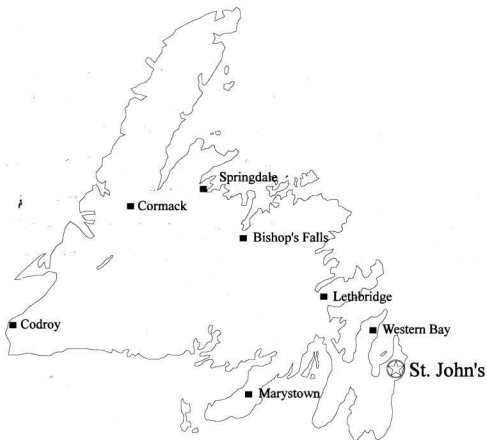 Springdale
Cormack
Bishop's Falls
Lethbridge
Codroy
Western Bay
St. John's
Marystown